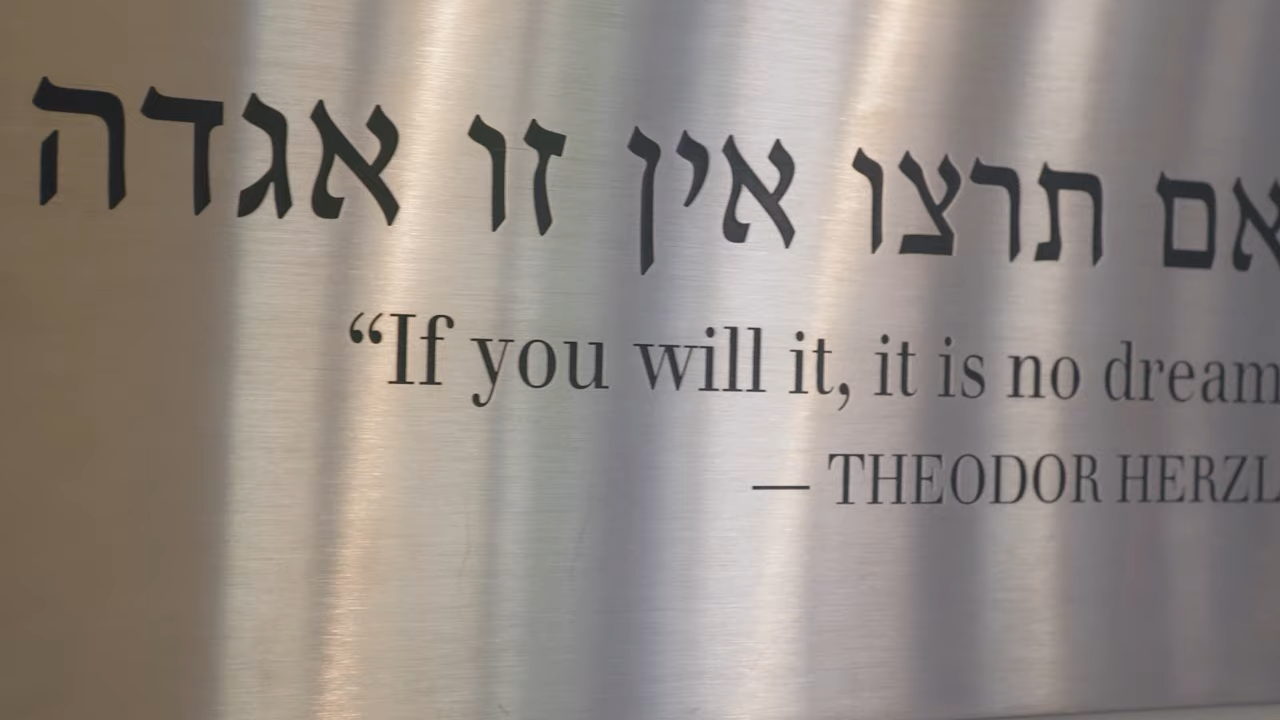 אם תרצו אין זו אגדה
“If you will it, it is no dream
— THEODOR HERZL